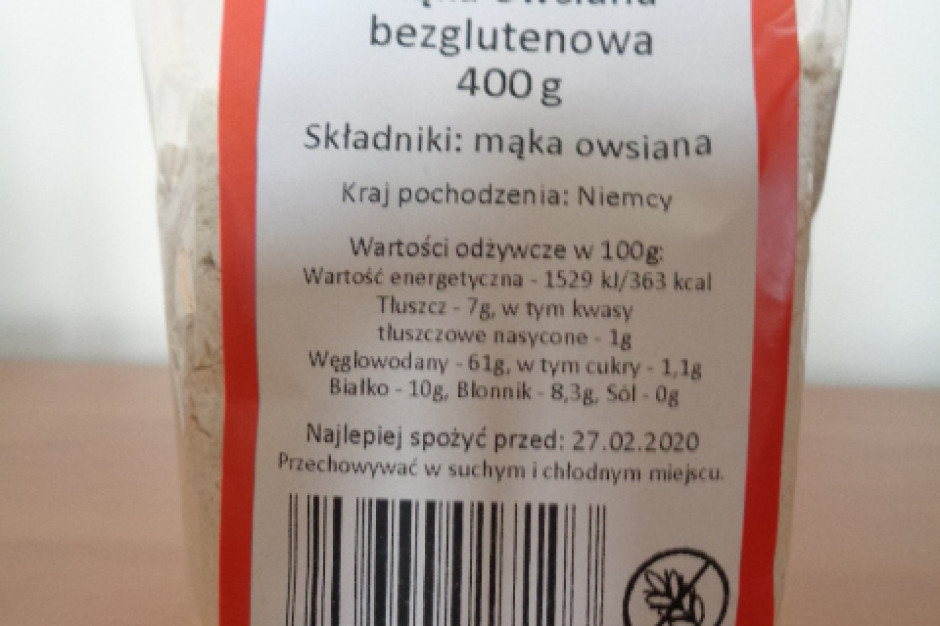 mąka owsiana
bezglutenowa
400 g
Składniki: mąka owsiana
Kraj pochodzenia: Niemcy
Wartości odżywcze w 100g:
Wartość energetyczna - 1529 kJ/363 kcal
Tłuszcz - 7g, w tym kwasy
tłuszczowe nasycone - 1g
Węglowodany - 61g, w tym cukry - 1,1g
Białko - 10g, Błonnik - 8,3g, Sól - 0g
Najlepiej spożyć przed: 27.02.2020
Przechowywać w suchym i chłodnym miejscu.